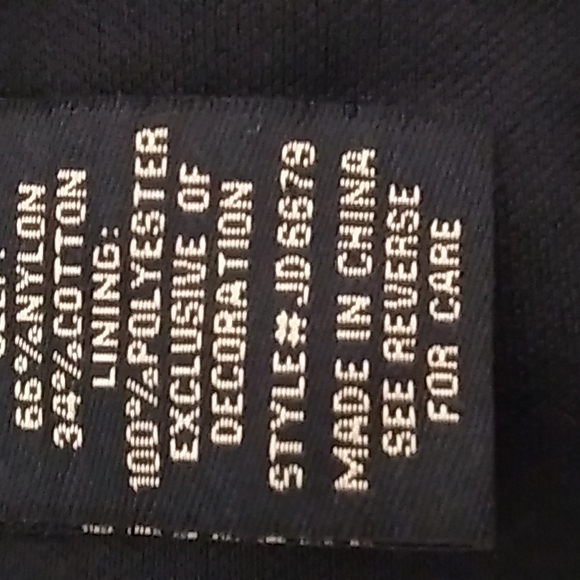 66%NYLON
34%COTTON
LINING:
100%POLYESTER
EXCLUSIVE OF
DECORATION
STYLE#JD6679
MADE IN CHINA
SEE REVERSE
FOR CARE